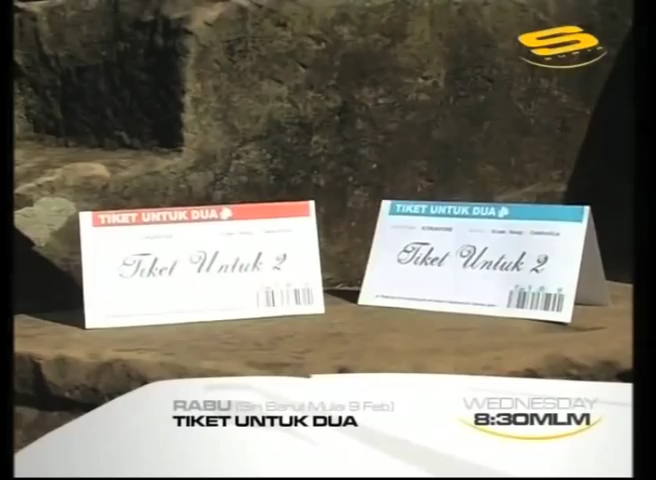 S
TIKET UNTUK DUA
Tiket Untuk 2
TIKET UNTUK DUA
Tiket Untuk 2
RABU (Siri Baru! Mula 9 Feb)
TIKET UNTUK DUA
WEDNESDAY
8:30MLM